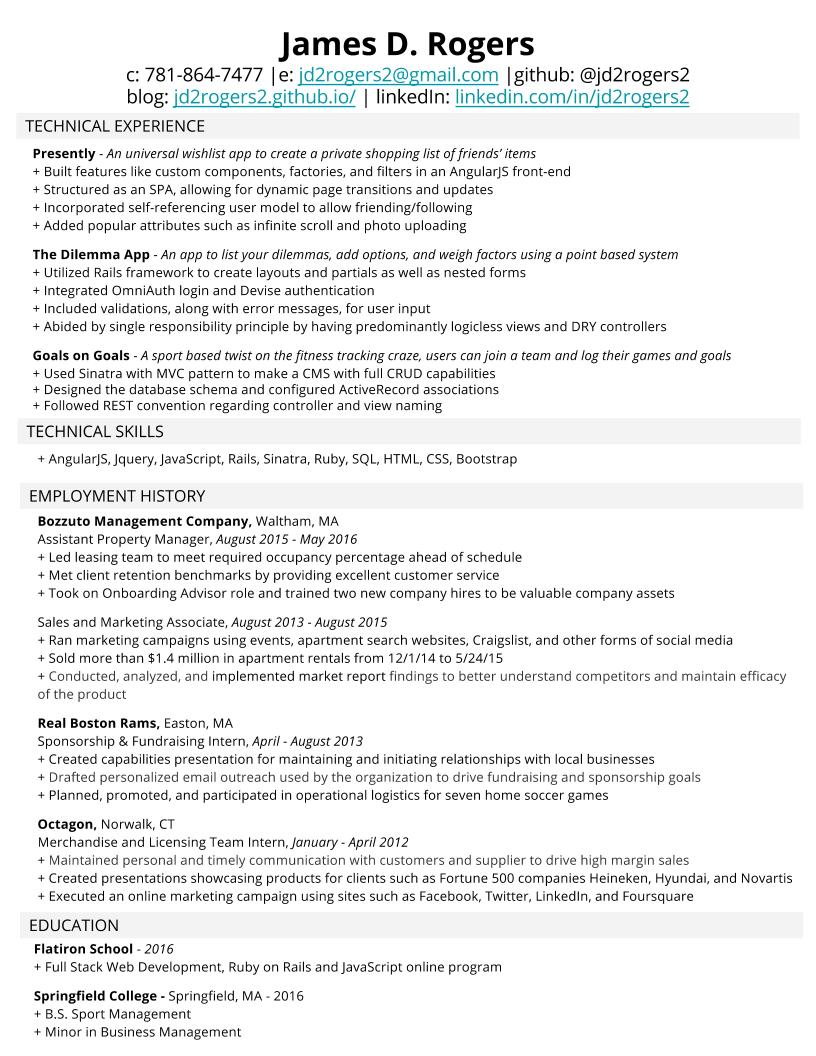 James D. Rogers
c: 781-864-7477 |e: jd2rogers2@gmail.com |github: @jd2rogers2
blog: jd2rogers2.github.io/ | linkedIn: linkedin.com/in/jd2rogers2
TECHNICAL EXPERIENCE
Presently - An universal wishlist app to create a private shopping list of friends’ items
+ Built features like custom components, factories, and filters in an AngularJS front-end
+ Structured as an SPA, allowing for dynamic page transitions and updates
+ Incorporated self-referencing user model to allow friending/following
+ Added popular attributes such as infinite scroll and photo uploading
The Dilemma App - An app to list your dilemmas, add options, and weigh factors using a point based system
+ Utilized Rails framework to create layouts and partials as well as nested forms
+ Integrated OmniAuth login and Devise authentication
+ Included validations, along with error messages, for user input
+ Abided by single responsibility principle by having predominantly logicless views and DRY controllers
Goals on Goals - A sport based twist on the fitness tracking craze, users can join a team and log their games and goals
+ Used Sinatra with MVC pattern to make a CMS with full CRUD capabilities
+ Designed the database schema and configured ActiveRecord associations
+ Followed REST convention regarding controller and view naming
TECHNICAL SKILLS
+ AngularJS, Jquery, JavaScript, Rails, Sinatra, Ruby, SQL, HTML, CSS, Bootstrap
EMPLOYMENT HISTORY
Bozzuto Management Company, Waltham, MA
Assistant Property Manager, August 2015 - May 2016
+ Led leasing team to meet required occupancy percentage ahead of schedule
+ Met client retention benchmarks by providing excellent customer service
+ Took on Onboarding Advisor role and trained two new company hires to be valuable company assets
Sales and Marketing Associate, August 2013 - August 2015
+ Ran marketing campaigns using events, apartment search websites, Craigslist, and other forms of social media
+ Sold more than $1.4 million in apartment rentals from 12/1/14 to 5/24/15
+ Conducted, analyzed, and implemented market report findings to better understand competitors and maintain efficacy
of the product
Real Boston Rams, Easton, MA
Sponsorship & Fundraising Intern, April - August 2013
+ Created capabilities presentation for maintaining and initiating relationships with local businesses
+ Drafted personalized email outreach used by the organization to drive fundraising and sponsorship goals
+ Planned, promoted, and participated in operational logistics for seven home soccer games
Octagon, Norwalk, CT
Merchandise and Licensing Team Intern, January - April 2012
+ Maintained personal and timely communication with customers and supplier to drive high margin sales
+ Created presentations showcasing products for clients such as Fortune 500 companies Heineken, Hyundai, and Novartis
+ Executed an online marketing campaign using sites such as Facebook, Twitter, LinkedIn, and Foursquare
EDUCATION
Flatiron School - 2016
+ Full Stack Web Development, Ruby on Rails and JavaScript online program
Springfield College - Springfield, MA - 2016
+ B.S. Sport Management
+ Minor in Business Management